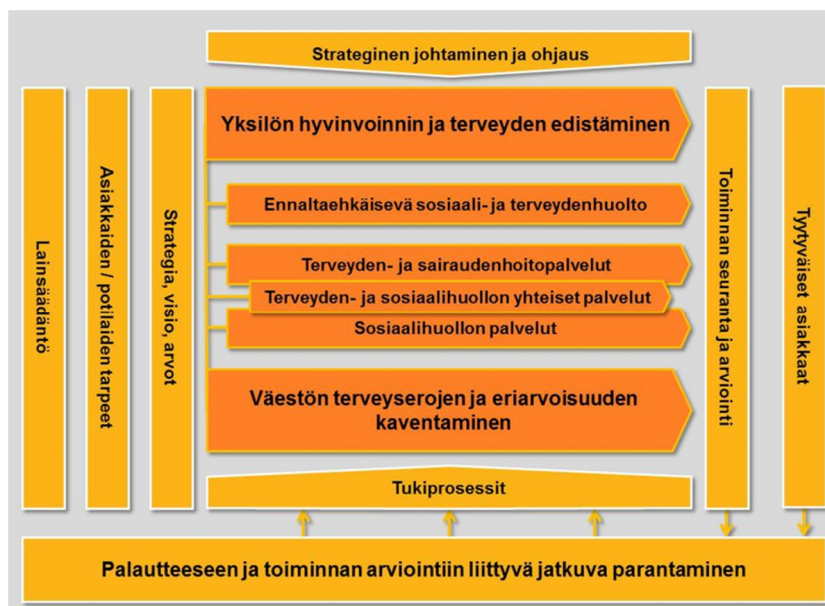 Strateginen johtaminen ja ohjaus
Lainsäädäntö
Asiakkaiden / potilaiden tarpeet
Strategia, visio, arvot
Yksilön hyvinvoinnin ja terveyden edistäminen
Ennaltaehkäisevä sosiaali- ja terveydenhuolto
Terveyden- ja sairaudenhoitopalvelut
Terveyden- ja sosiaalihuollon yhteiset palvelut
Sosiaalihuollon palvelut
Väestön terveyserojen ja eriarvoisuuden
kaventaminen
Toiminnan seuranta ja arviointi
Tyytyväiset asiakkaat
Tukiprosessit
Palautteeseen ja toiminnan arviointiin liittyvä jatkuva parantaminen